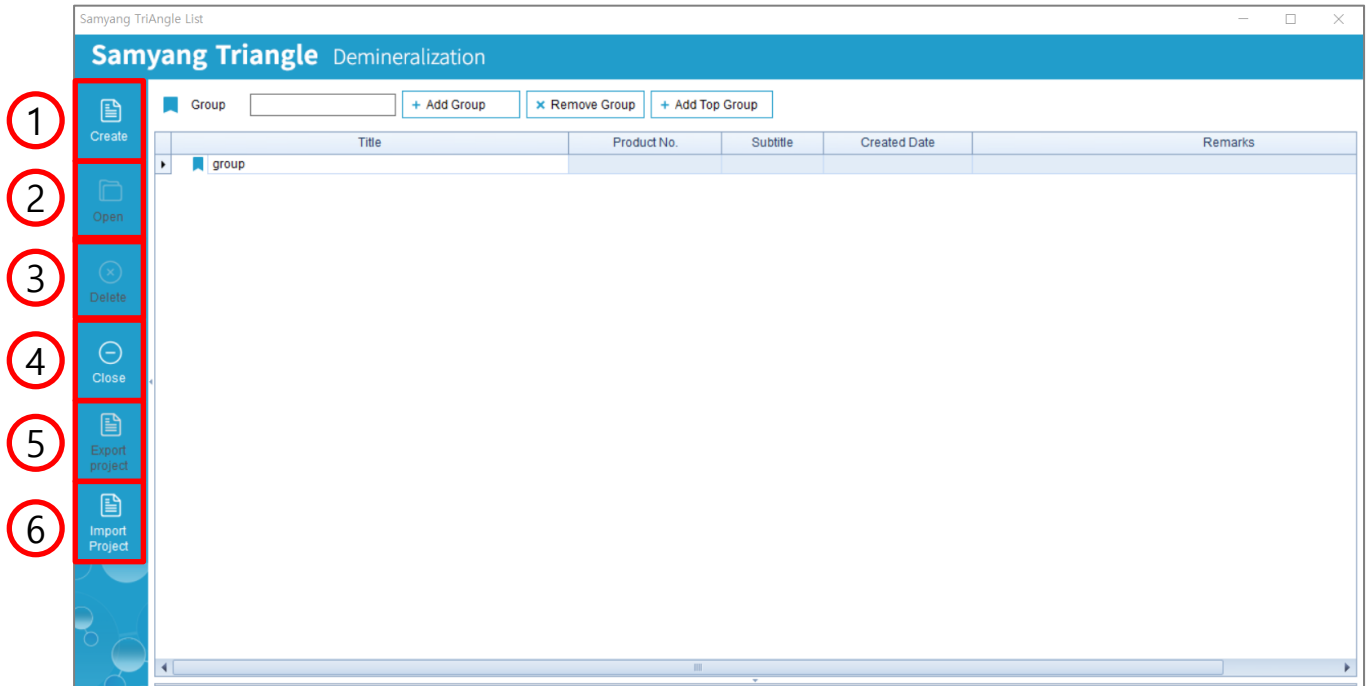 Samyang TriAngle List
Samyang Triangle Demineralization
1
Create
2
Open
3
Delete
4
Close
5
Export
project
6
Import
Project
Group + Add Group × Remove Group + Add Top Group
Title Product No. Subtitle Created Date Remarks
group